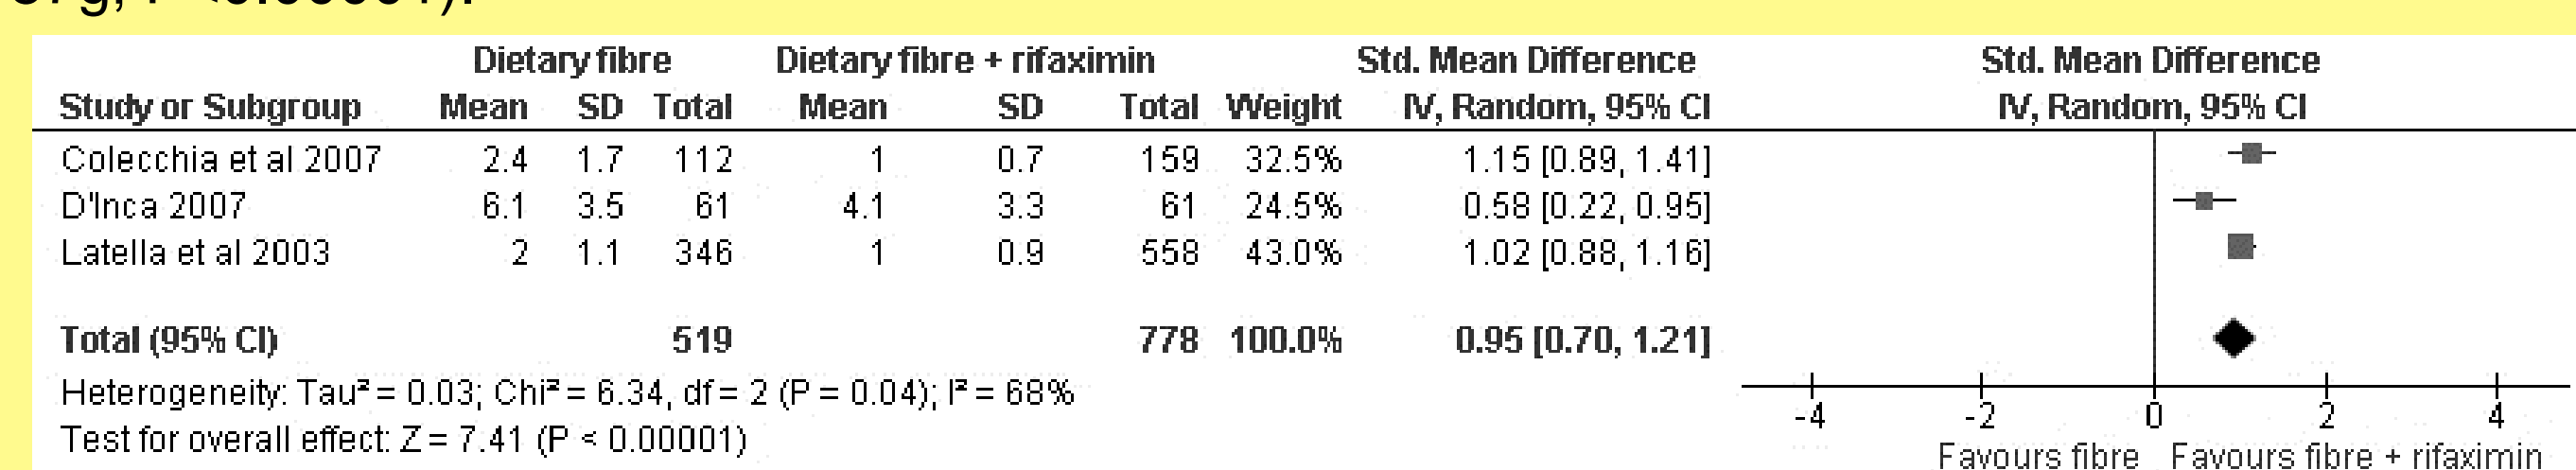 Dietary fibre Dietary fibre + rifaximin Std. Mean Difference Std. Mean Difference
Study or Subgroup Mean SD Total Mean SD Total Weight IV, Random, 95% CI IV, Random, 95% CI
Colecchia et al 2007 2.4 1.7 112 1 0.7 159 32.5% 1.15 [0.89, 1.41]
D'Inca 2007 6.1 3.5 61 4.1 3.3 61 24.5% 0.58 [0.22, 0.95]
Latella et al 2003 2 1.1 346 1 0.9 558 43.0% 1.02 [0.88, 1.16]
Total (95% CI) 519 778 100.0% 0.95 [0.70, 1.21]
Heterogeneity: Tau² = 0.03; Chi² = 6.34, df = 2 (P = 0.04); I² = 68%
Test for overall effect: Z = 7.41 (P < 0.00001)
-4 -2 0 2 4
Favours fibre Favours fibre + rifaximin